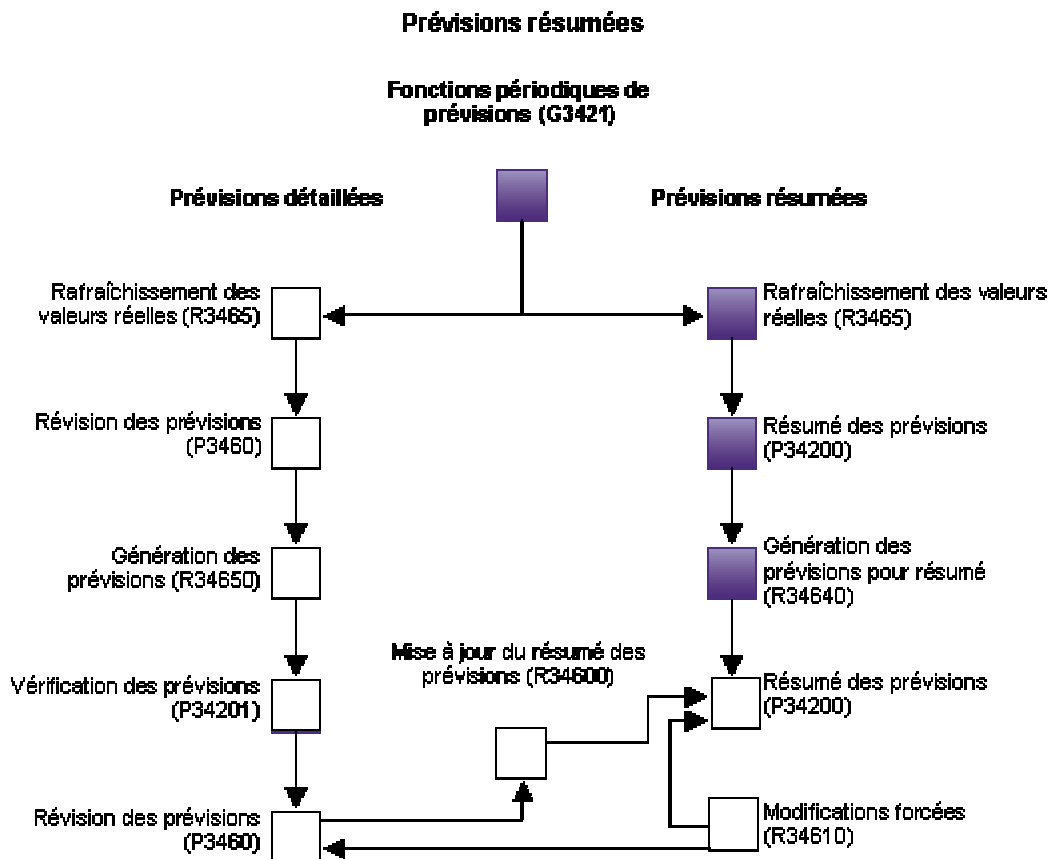 Prévisions résumées
Fonctions périodiques de
prévisions (G3421)
Prévisions détaillées
Prévisions résumées
Rafraîchissement des
valeurs réelles (R3465)
Rafraîchissement des valeurs
réelles (R3465)
Révision des prévisions
(P3460)
Résumé des prévisions
(P34200)
Génération des
prévisions (R34650)
Génération des
prévisions pour résumé
(R34640)
Mise à jour du résumé des
prévisions (R34600)
Vérification des prévisions
(P34201)
Résumé des prévisions
(P34200)
Révision des prévisions
(P3460)
Modifications forcées
(R34610)